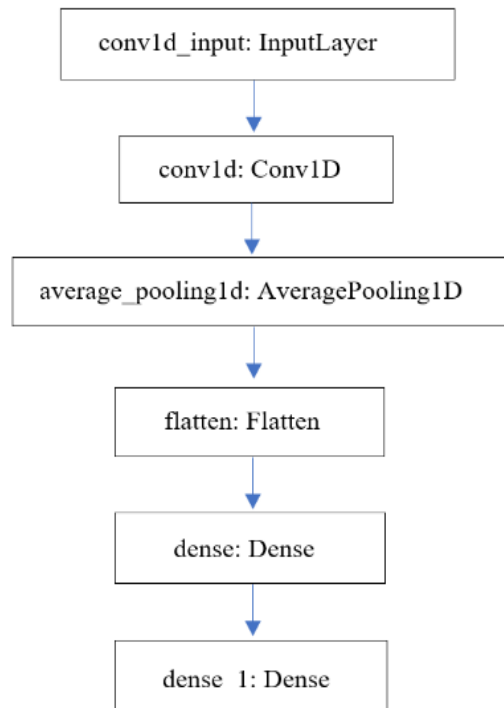 conv1d_input: InputLayer
conv1d: Conv1D
average_pooling1d: AveragePooling1D
flatten: Flatten
dense: Dense
dense_1: Dense